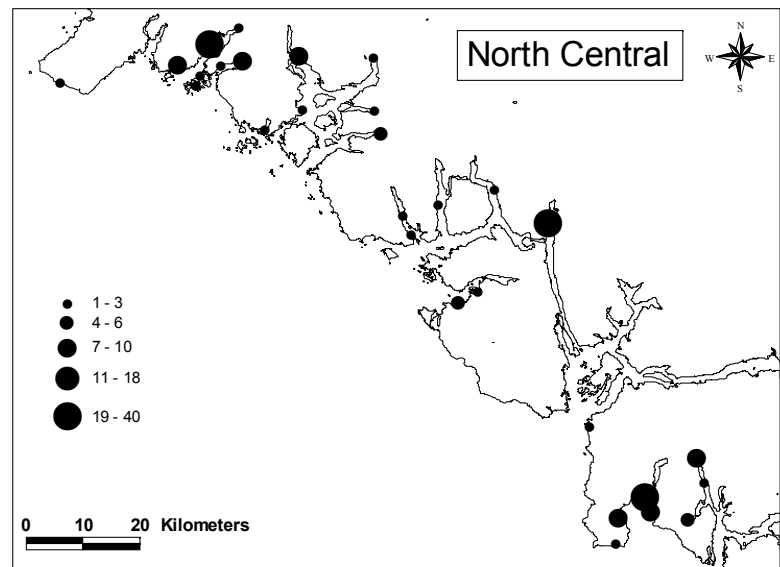 North Central
N
W E
S
1 - 3
4 - 6
7 - 10
11 - 18
19 - 40
0 10 20 Kilometers